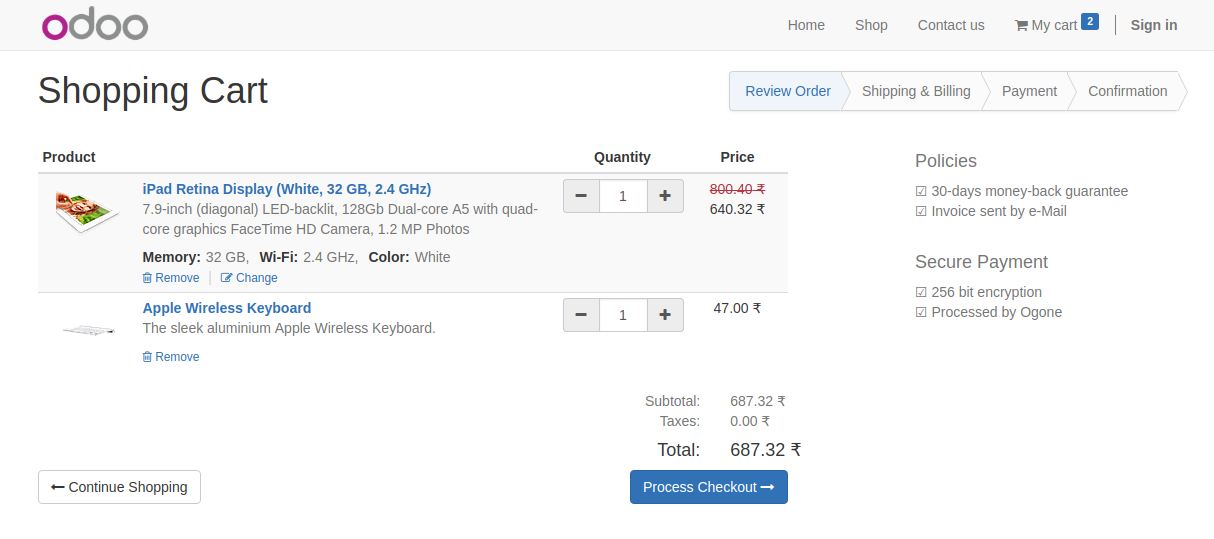 odoo
Home Shop Contact us My cart 2 Sign in
Shopping Cart
Review Order Shipping & Billing Payment Confirmation
Product Quantity Price
iPad Retina Display (White, 32 GB, 2.4 GHz)
7.9-inch (diagonal) LED-backlit, 128Gb Dual-core A5 with quad-
core graphics FaceTime HD Camera, 1.2 MP Photos
Memory: 32 GB, Wi-Fi: 2.4 GHz, Color: White
Remove | Change
− 1 +
800.40 ₹
640.32 ₹
Apple Wireless Keyboard
The sleek aluminium Apple Wireless Keyboard.
Remove
− 1 +
47.00 ₹
Subtotal: 687.32 ₹
Taxes: 0.00 ₹
Total: 687.32 ₹
← Continue Shopping
Process Checkout →
Policies
☑ 30-days money-back guarantee
☑ Invoice sent by e-Mail
Secure Payment
☑ 256 bit encryption
☑ Processed by Ogone